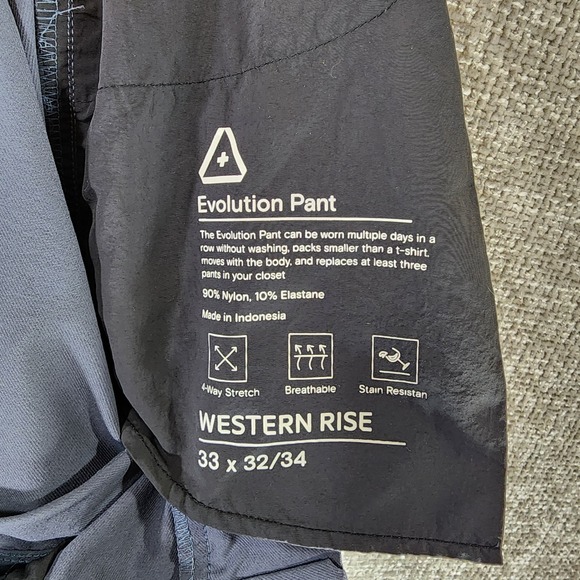 Evolution Pant
The Evolution Pant can be worn multiple days in a
row without washing, packs smaller than a t-shirt,
moves with the body, and replaces at least three
pants in your closet
90% Nylon, 10% Elastane
Made in Indonesia
4-Way Stretch
Breathable
Stain Resistan
WESTERN RISE
33 x 32/34